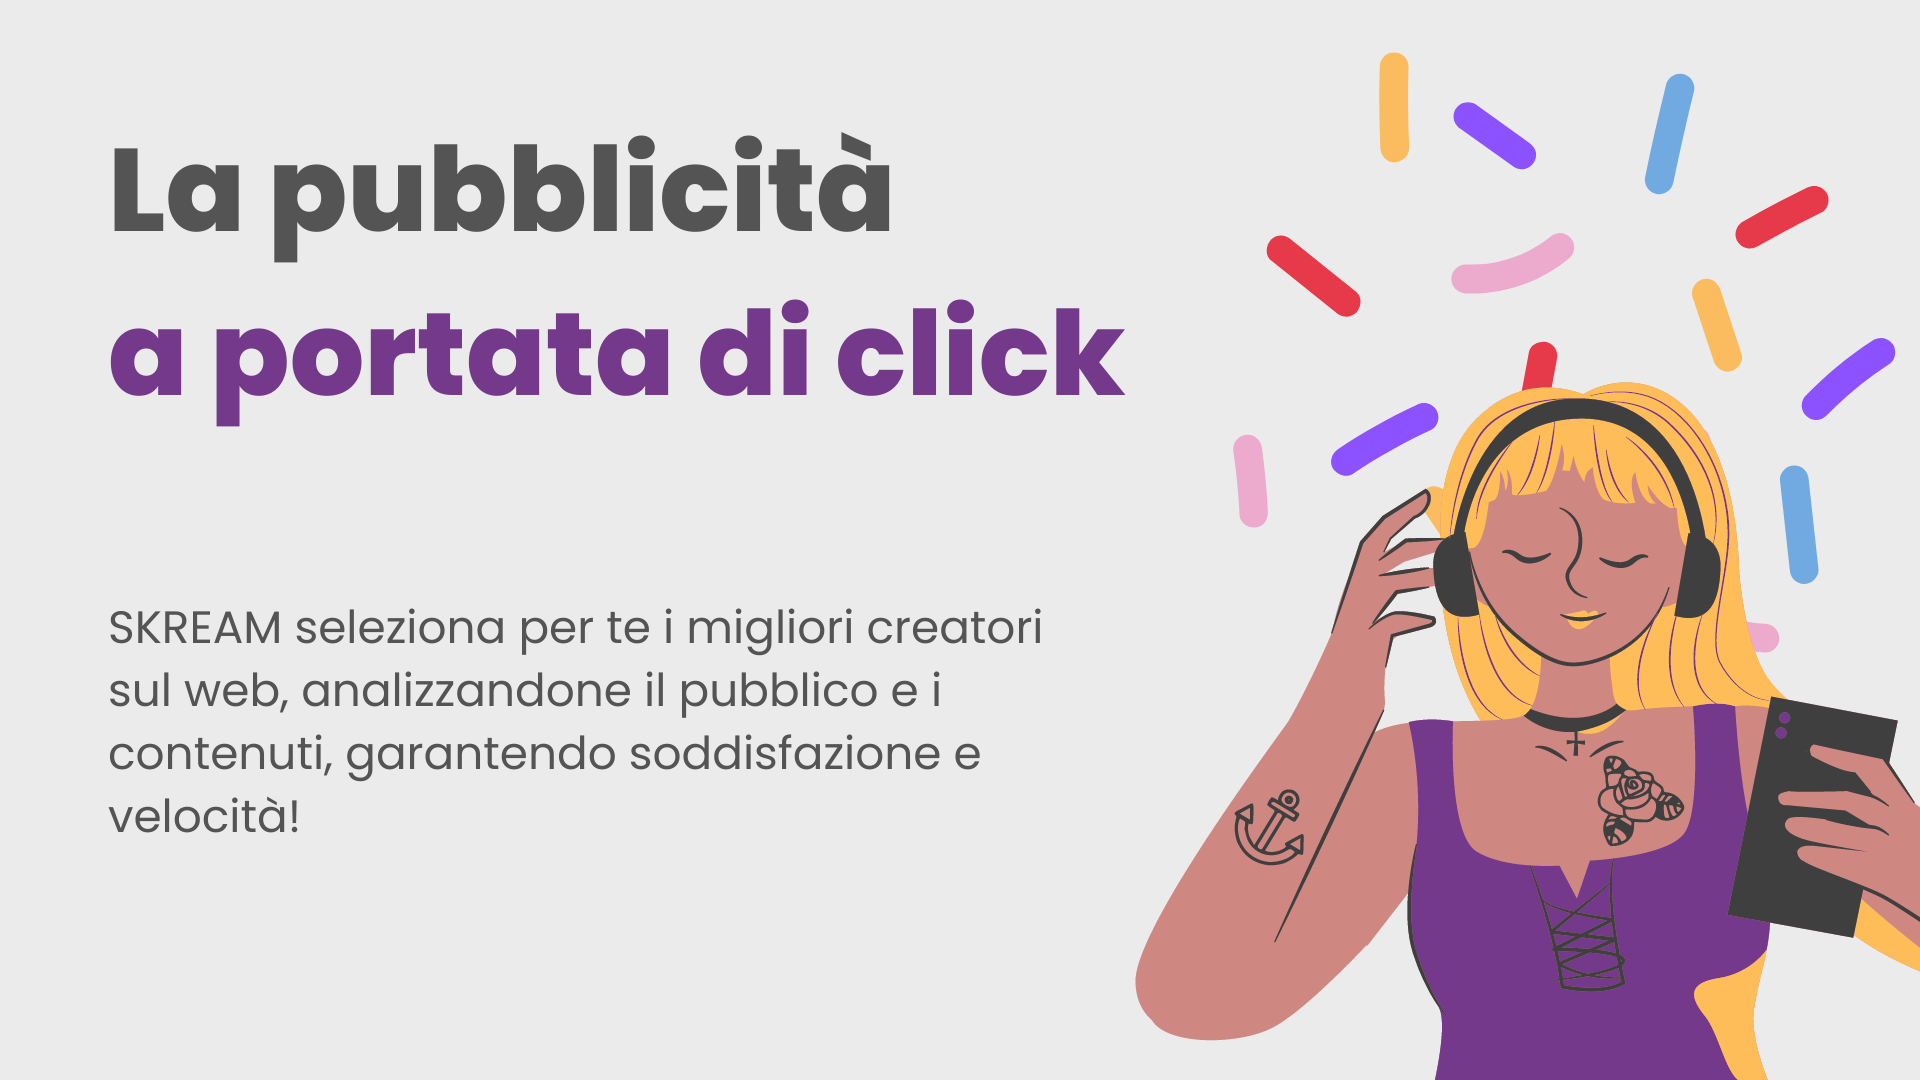 La pubblicità
a portata di click
SKREAM seleziona per te i migliori creatori
sul web, analizzandone il pubblico e i
contenuti, garantendo soddisfazione e
velocità!